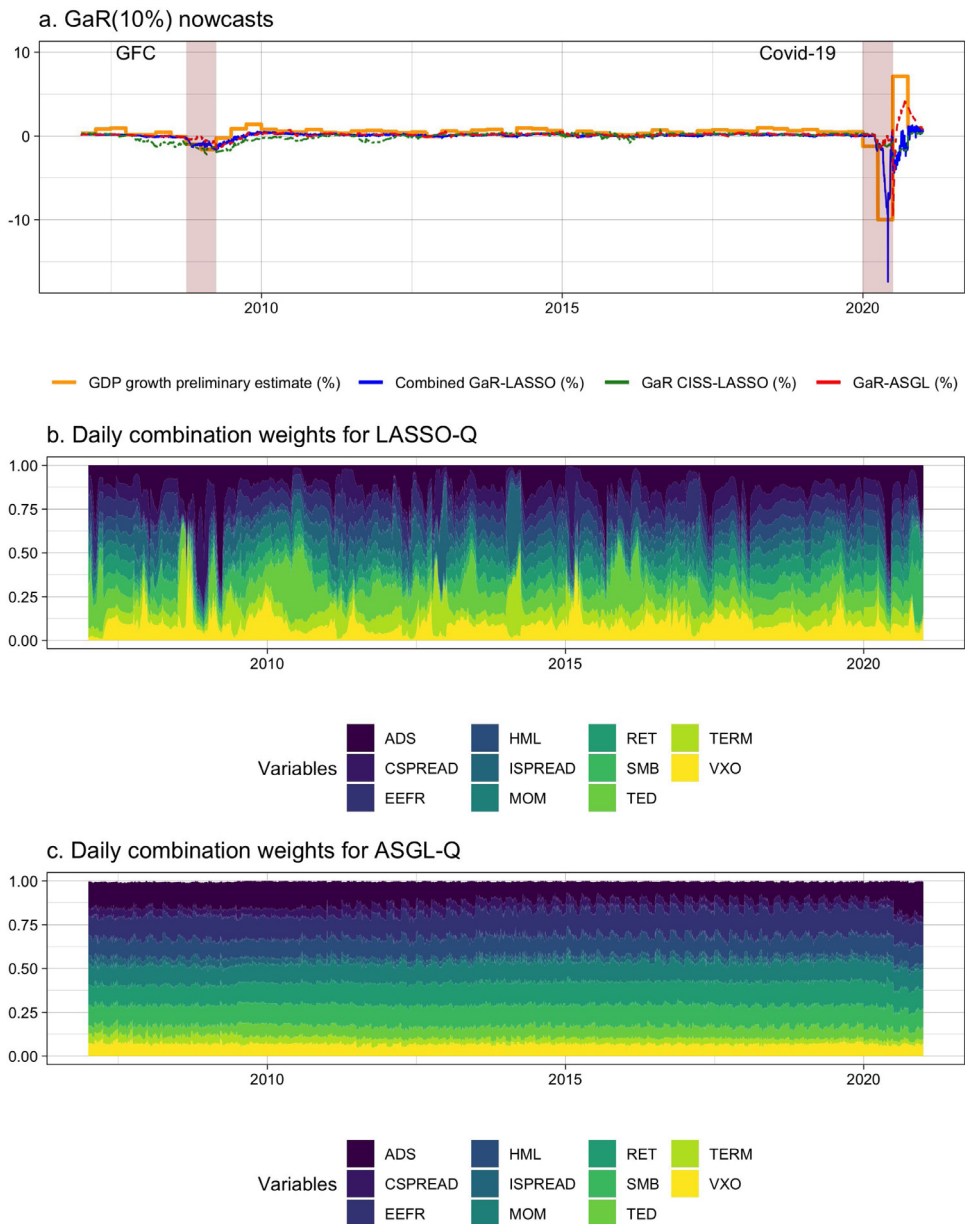 a. GaR(10%) nowcasts
10
GFC
Covid-19
0
-10
2010 2015 2020
GDP growth preliminary estimate (%) Combined GaR-LASSO (%) GaR CISS-LASSO (%) GaR-ASGL (%)
b. Daily combination weights for LASSO-Q
1.00
0.75
0.50
0.25
0.00
2010 2015 2020
ADS HML RET TERM
Variables CSPREAD ISPREAD SMB VXO
EEFR MOM TED
c. Daily combination weights for ASGL-Q
1.00
0.75
0.50
0.25
0.00
2010 2015 2020
ADS HML RET TERM
Variables CSPREAD ISPREAD SMB VXO
EEFR MOM TED